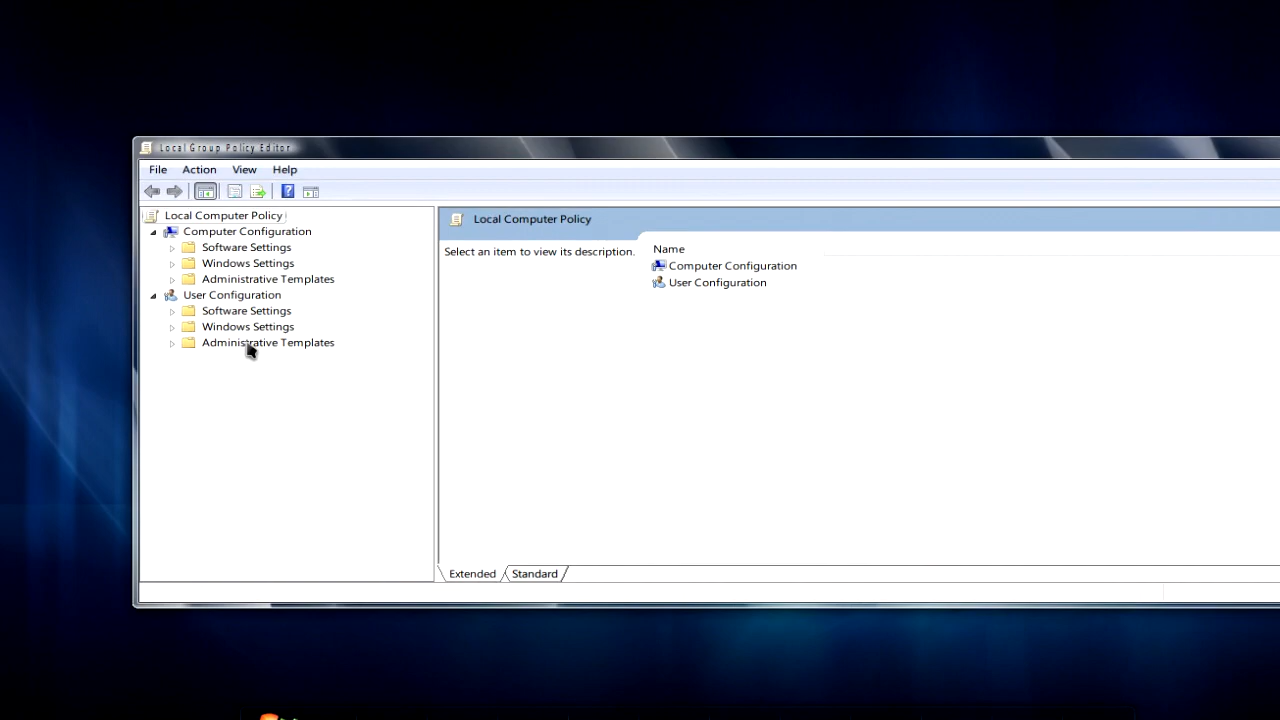 Local Group Policy Editor
File Action View Help
Local Computer Policy
Computer Configuration
Software Settings
Windows Settings
Administrative Templates
User Configuration
Software Settings
Windows Settings
Administrative Templates
Local Computer Policy
Select an item to view its description.
Name
Computer Configuration
User Configuration
Extended Standard